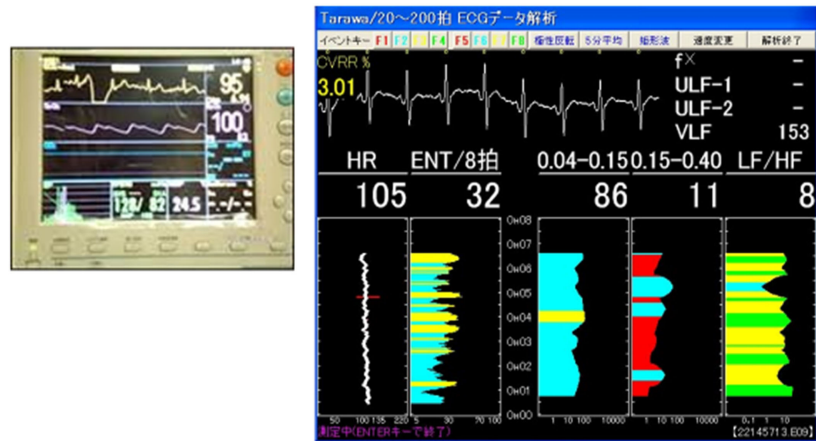 95
100
128/ 82 24.5 -.-/-.-
Tarawa/20～200拍 ECGデータ解析
イベントキー F1 F2 F3 F4 F5 F6 F7 F8 極性反転 5分平均 矩形波 速度変更 解析終了
CVRR %
3.01
fX -
ULF-1 -
ULF-2 -
VLF 153
HR ENT/8拍 0.04-0.15 0.15-0.40 LF/HF
105 32 86 11 8
0H08
0H07
0H06
0H05
0H04
0H03
0H02
0H01
0H00
50 100 135 220 5 30 70 100 1 10 100 10000 1 10 100 10000 0.1 1 10
測定中(ENTERキーで終了) 【22145713.E09】